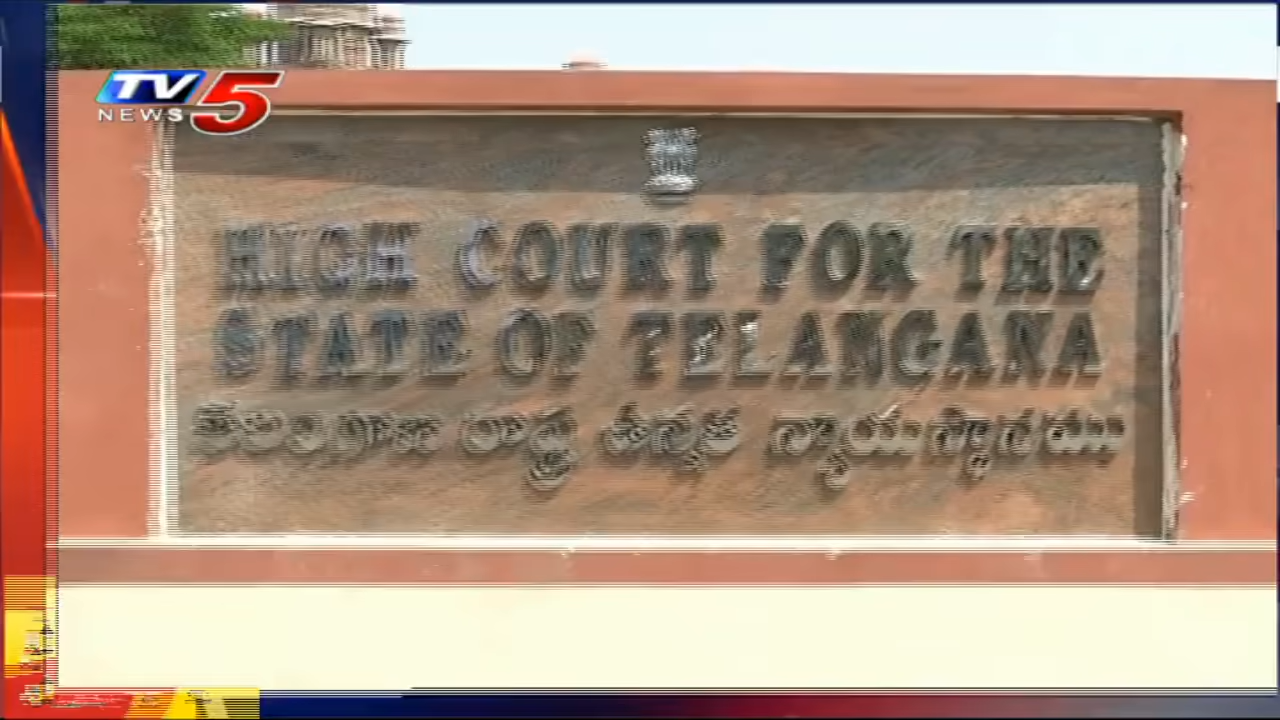 TV5
NEWS
HIGH COURT FOR THE
STATE OF TELANGANA
తెలంగాణ రాష్ట్ర ఉన్నత న్యాయస్థానము